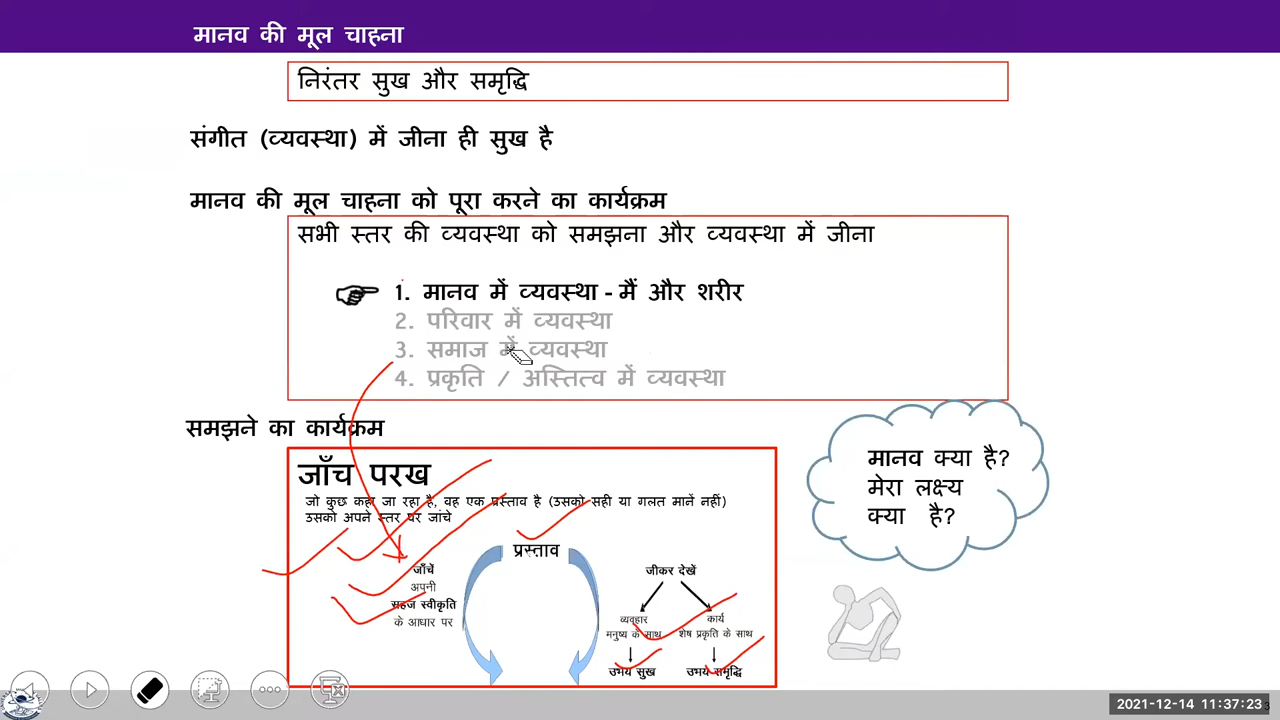 मानव की मूल चाहना
निरंतर सुख और समृद्धि
संगीत (व्यवस्था) में जीना ही सुख है
मानव की मूल चाहना को पूरा करने का कार्यक्रम
सभी स्तर की व्यवस्था को समझना और व्यवस्था में जीना
1. मानव में व्यवस्था - मैं और शरीर
2. परिवार में व्यवस्था
3. समाज में व्यवस्था
4. प्रकृति / अस्तित्व में व्यवस्था
समझने का कार्यक्रम
जाँच परख
जो कुछ कहा जा रहा है, वह एक प्रस्ताव है (उसको सही या गलत मानें नहीं)
उसको अपने स्तर पर जांचे
प्रस्ताव
जाँचें
अपनी
सहज स्वीकृति
के आधार पर
जीकर देखें
व्यवहार
मनुष्य के साथ
उभय सुख
कार्य
शेष प्रकृति के साथ
उभय समृद्धि
मानव क्या है?
मेरा लक्ष्य
क्या है?
2021-12-14 11:37:23
3